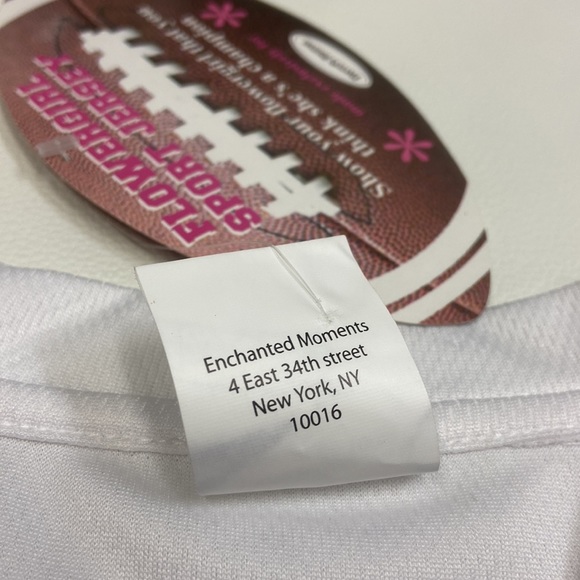 Show your flowergirl that you
think she's a champion
FLOWERGIRL
SPORT JERSEY
Enchanted Moments
4 East 34th street
New York, NY
10016